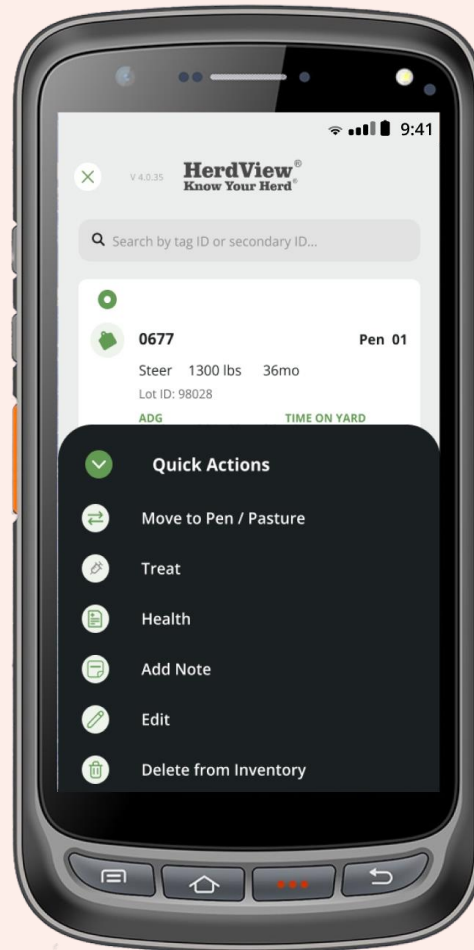 9:41
V 4.0.35
HerdView®
Know Your Herd®
Search by tag ID or secondary ID...
0677 Pen 01
Steer 1300 lbs 36mo
Lot ID: 98028
ADG TIME ON YARD
Quick Actions
Move to Pen / Pasture
Treat
Health
Add Note
Edit
Delete from Inventory